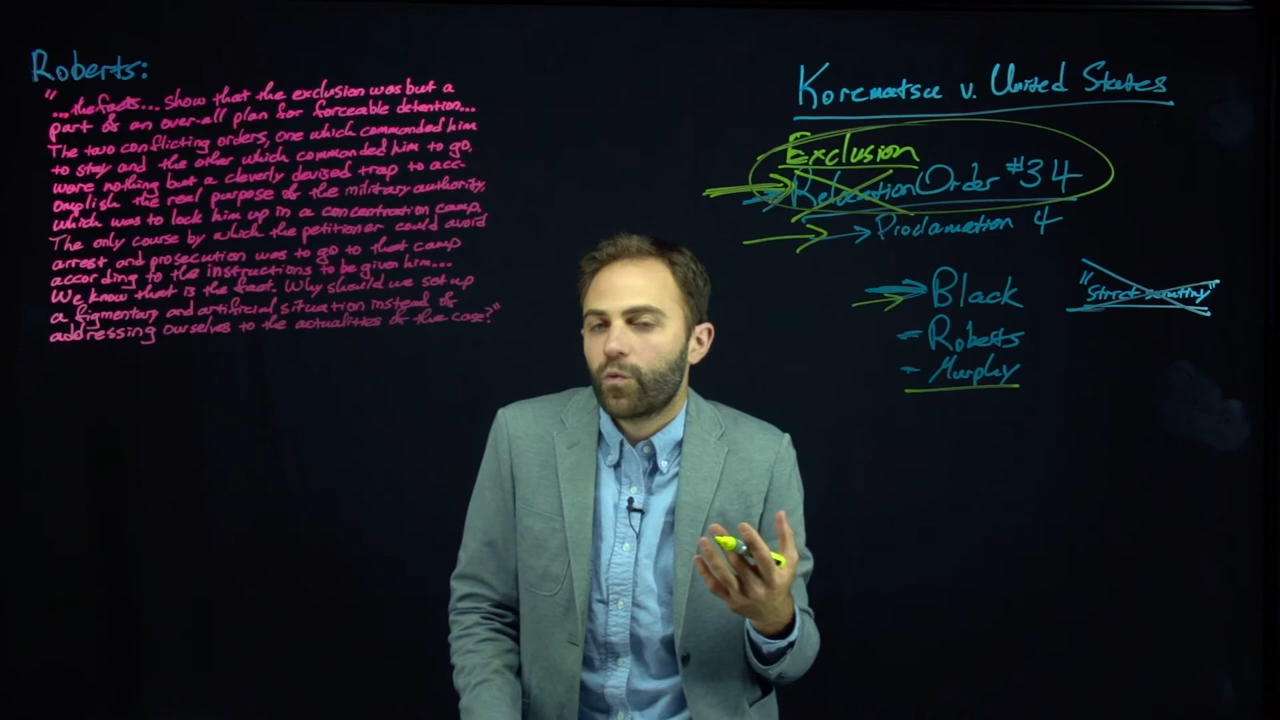 Roberts:
"...the facts... show that the exclusion was but a
part of an over-all plan for forceable detention...
The two conflicting orders, one which commanded him
to stay and the other which commanded him to go,
were nothing but a cleverly devised trap to acc-
omplish the real purpose of the military authority,
which was to lock him up in a concentration camp.
The only course by which the petitioner could avoid
arrest and prosecution was to go to that camp
according to the instructions to be given him...
We know that is the fact. Why should we set up
a figmentary and artificial situation instead of
addressing ourselves to the actualities of the case?"
Korematsu v. United States
Exclusion
Relocation Order #34
Proclamation 4
Black
- Roberts
- Murphy
"Strict scrutiny"